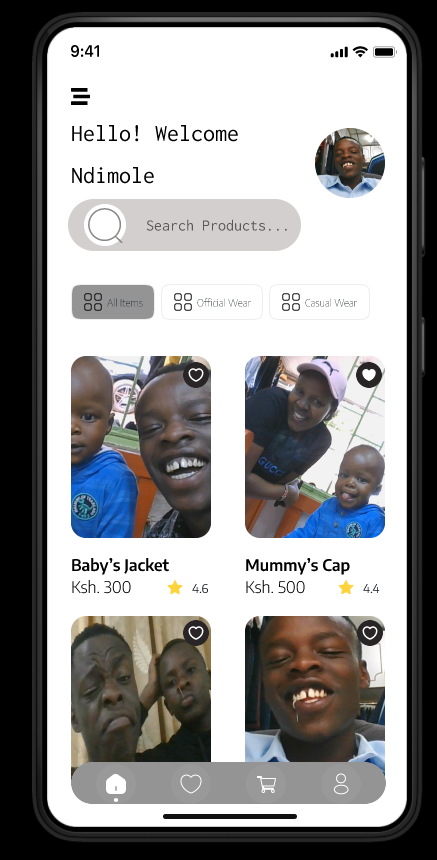 9:41
Hello! Welcome
Ndimole
Search Products...
All Items
Official Wear
Casual Wear
GUCCI
Baby’s Jacket
Ksh. 300
4.6
Mummy’s Cap
Ksh. 500
4.4